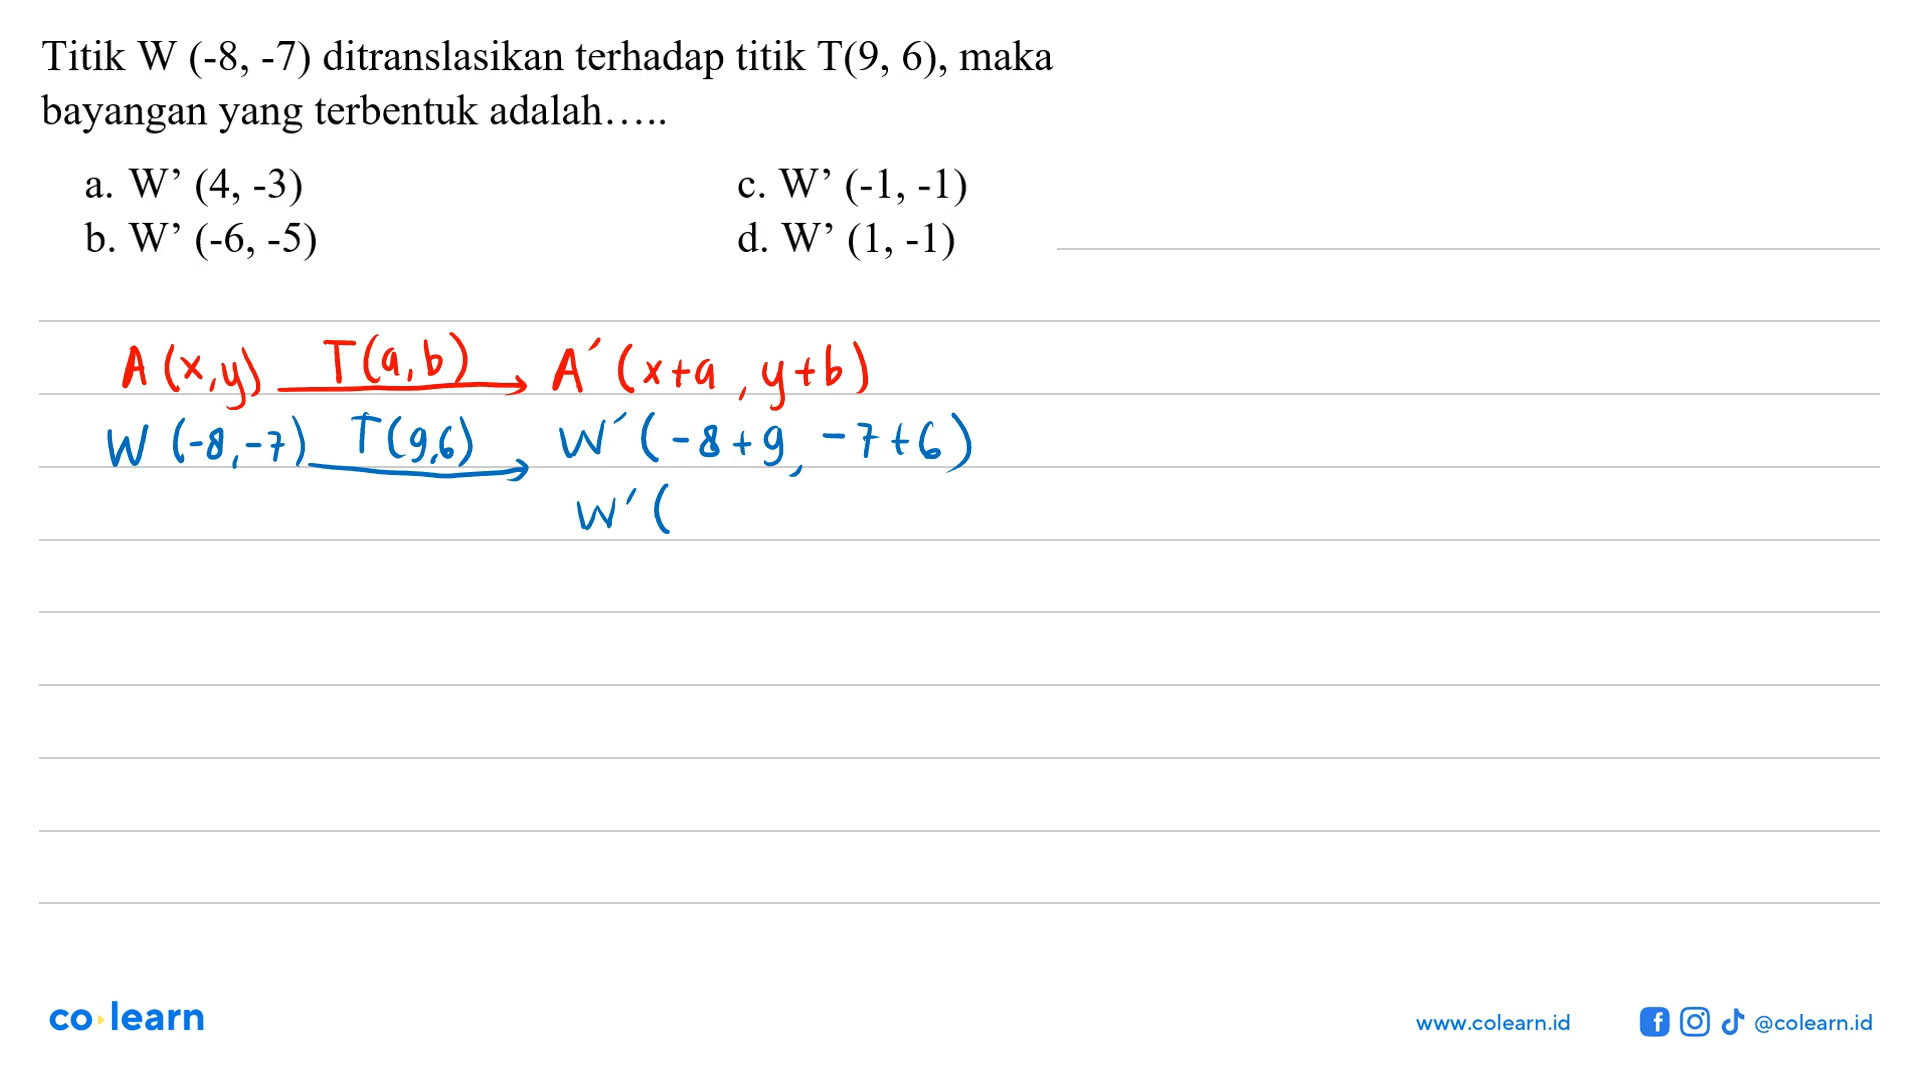 Titik W (-8, -7) ditranslasikan terhadap titik T(9, 6), maka
bayangan yang terbentuk adalah.....
a. W’ (4, -3)
b. W’ (-6, -5)
c. W’ (-1, -1)
d. W’ (1, -1)
A (x,y) T(a,b) → A' (x+a, y+b)
W (-8,-7) T(9,6) → W' (-8+9, -7+6)
W' (
co learn
www.colearn.id
@colearn.id